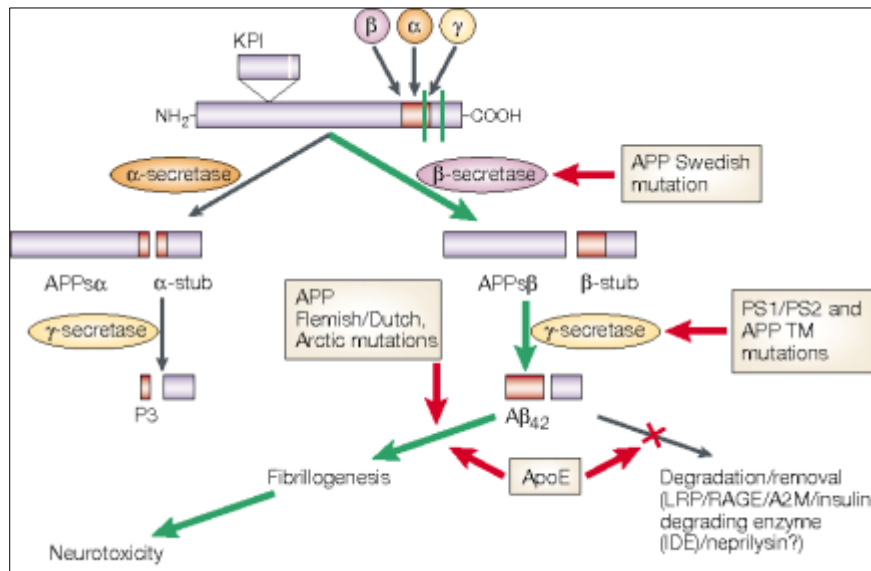 β α γ
KPI
NH₂ COOH
α-secretase
β-secretase
APP Swedish
mutation
APPsα α-stub
APPsβ β-stub
APP
Flemish/Dutch,
Arctic mutations
γ-secretase
γ-secretase
PS1/PS2 and
APP TM
mutations
P3
Aβ₄₂
Fibrillogenesis
ApoE
Degradation/removal
(LRP/RAGE/A2M/insulin
degrading enzyme
(IDE)/neprilysin?)
Neurotoxicity